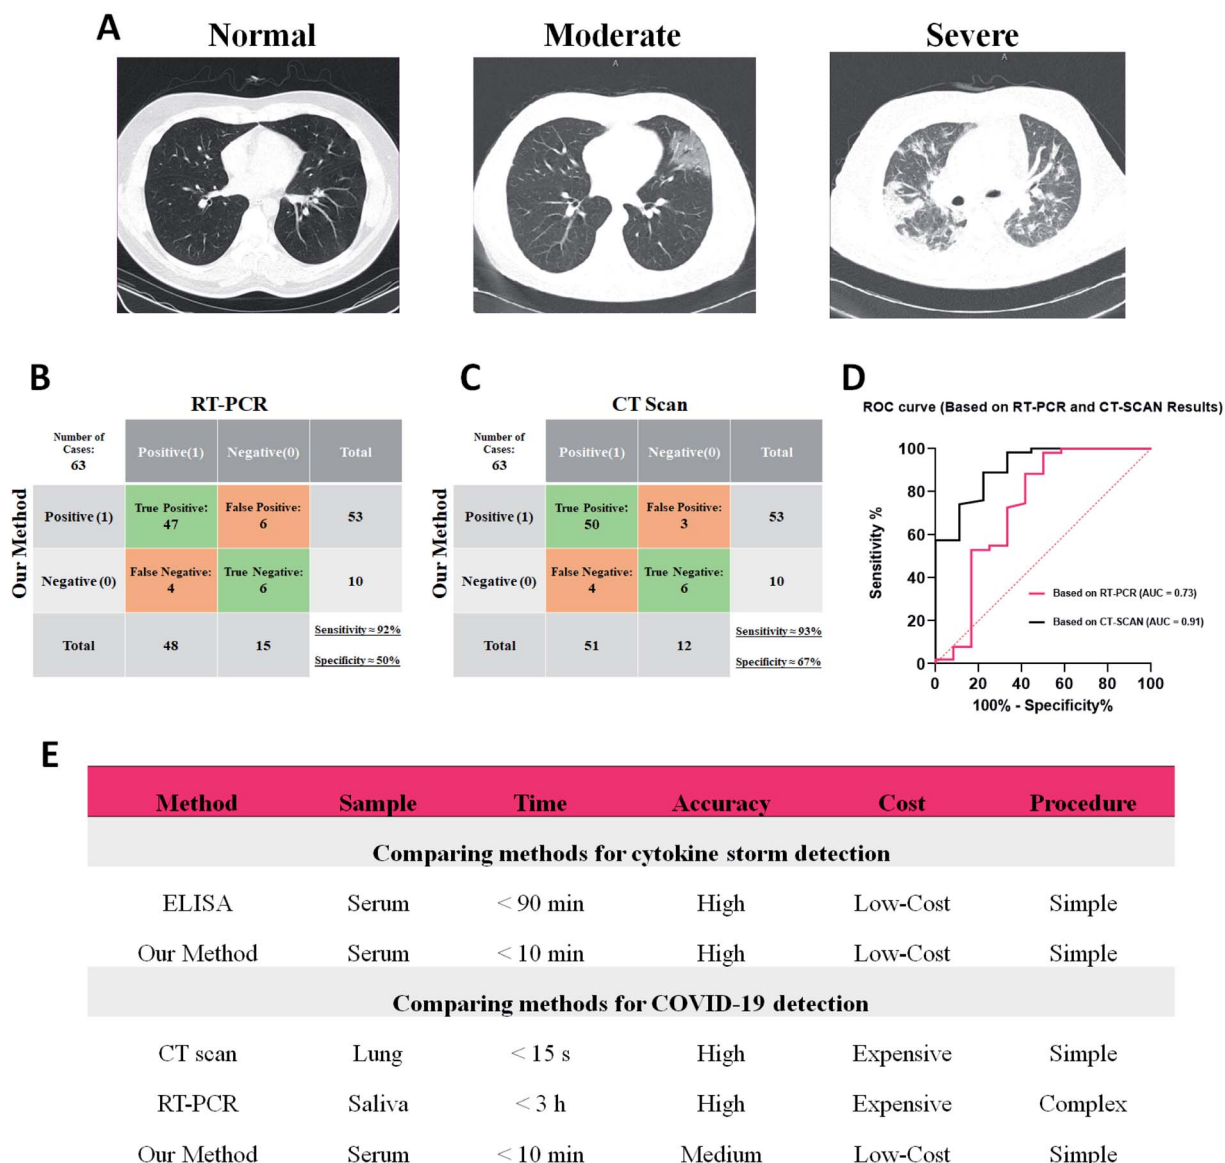 A
Normal
Moderate
Severe
A
A
B
RT-PCR
Number of
Cases:
63
Positive(1)
Negative(0)
Total
Our Method
Positive (1)
True Positive:
47
False Positive:
6
53
Negative (0)
False Negative:
4
True Negative:
6
10
Total
48
15
Sensitivity ≈ 92%
Specificity ≈ 50%
C
CT Scan
Number of
Cases:
63
Positive(1)
Negative(0)
Total
Our Method
Positive (1)
True Positive:
50
False Positive:
3
53
Negative (0)
False Negative:
4
True Negative:
6
10
Total
51
12
Sensitivity ≈ 93%
Specificity ≈ 67%
D
ROC curve (Based on RT-PCR and CT-SCAN Results)
Sensitivity %
100
80
60
40
20
0
Based on RT-PCR (AUC = 0.73)
Based on CT-SCAN (AUC = 0.91)
0 20 40 60 80 100
100% - Specificity%
E
Method Sample Time Accuracy Cost Procedure
Comparing methods for cytokine storm detection
ELISA Serum < 90 min High Low-Cost Simple
Our Method Serum < 10 min High Low-Cost Simple
Comparing methods for COVID-19 detection
CT scan Lung < 15 s High Expensive Simple
RT-PCR Saliva < 3 h High Expensive Complex
Our Method Serum < 10 min Medium Low-Cost Simple